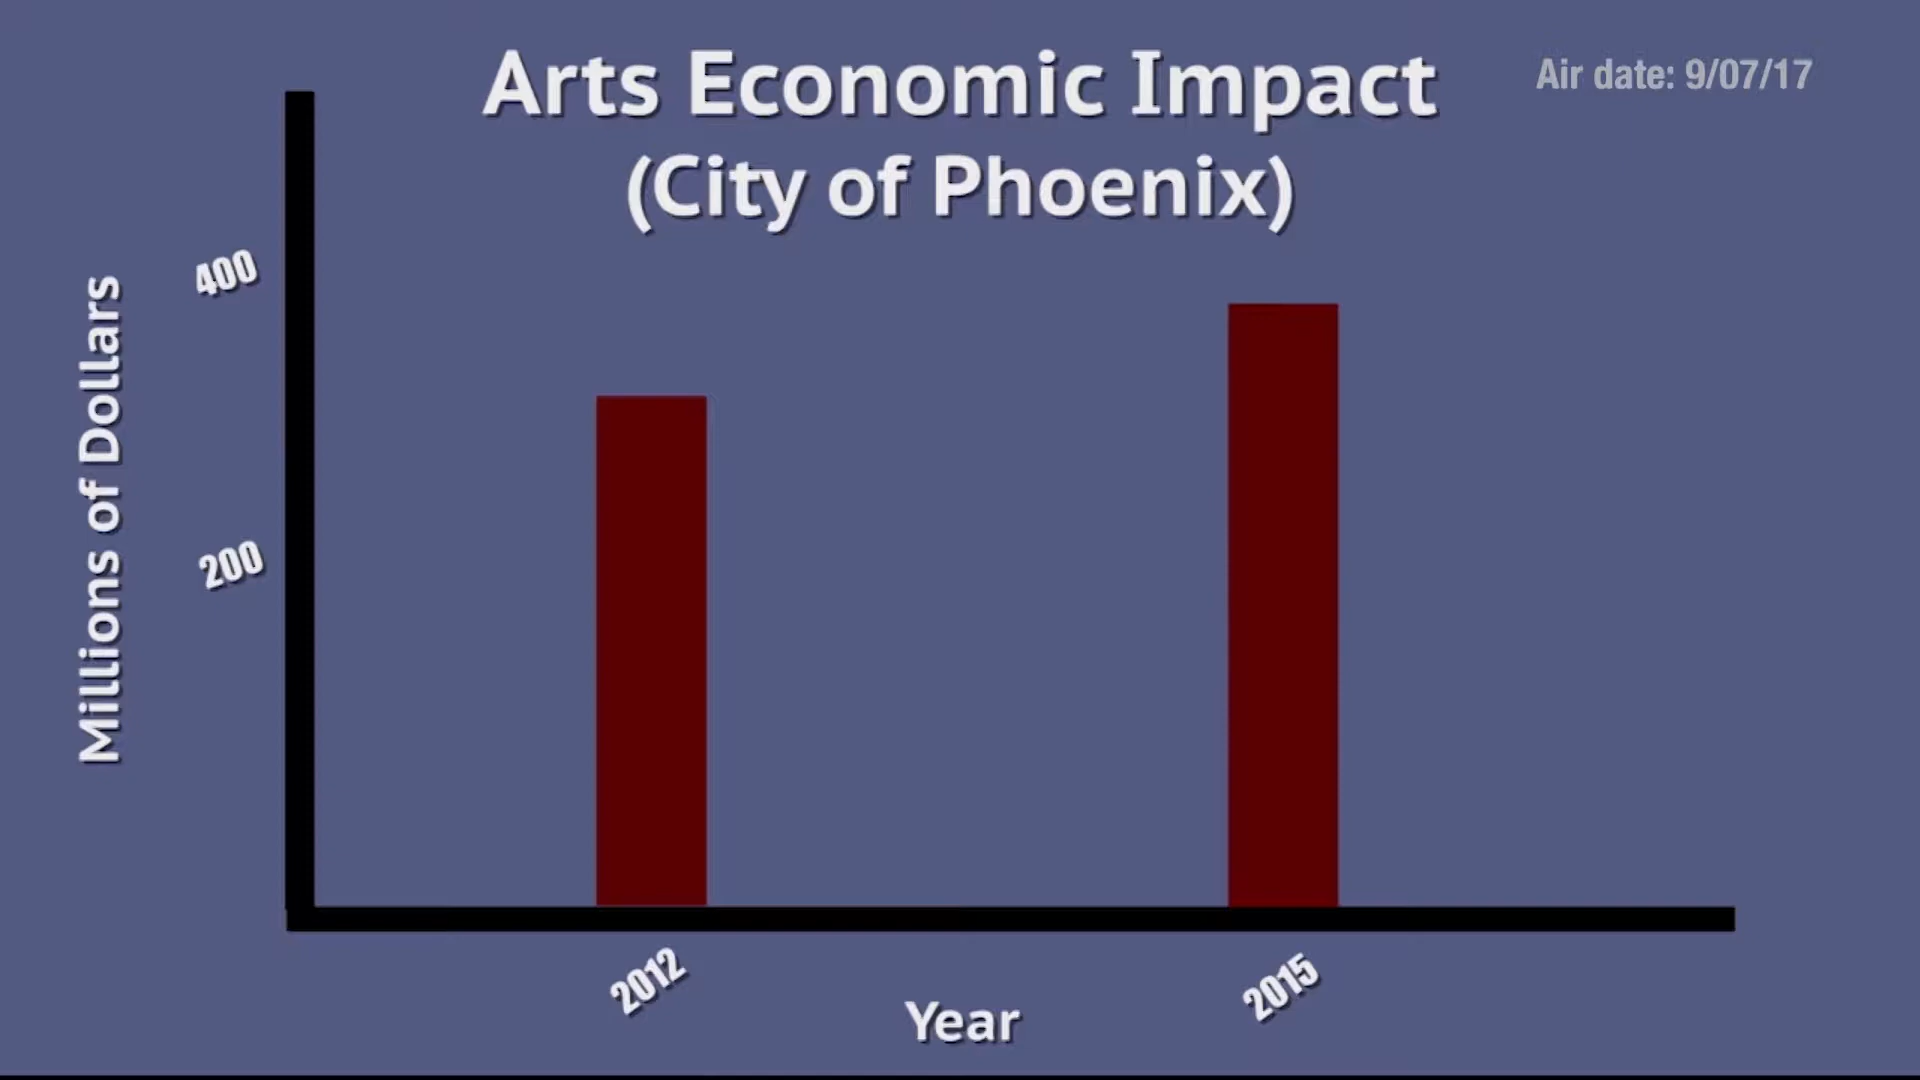 Arts Economic Impact
(City of Phoenix)
Air date: 9/07/17
Millions of Dollars
400
200
2012
2015
Year